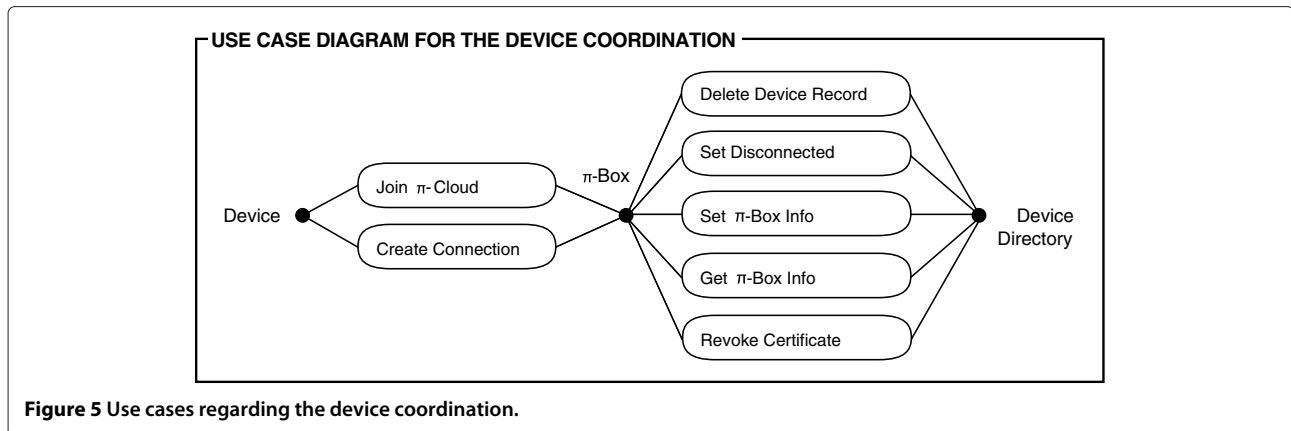 USE CASE DIAGRAM FOR THE DEVICE COORDINATION
Delete Device Record
Set Disconnected
π-Box
Join π-Cloud
Device
Set π-Box Info
Device
Directory
Create Connection
Get π-Box Info
Revoke Certificate
Figure 5 Use cases regarding the device coordination.